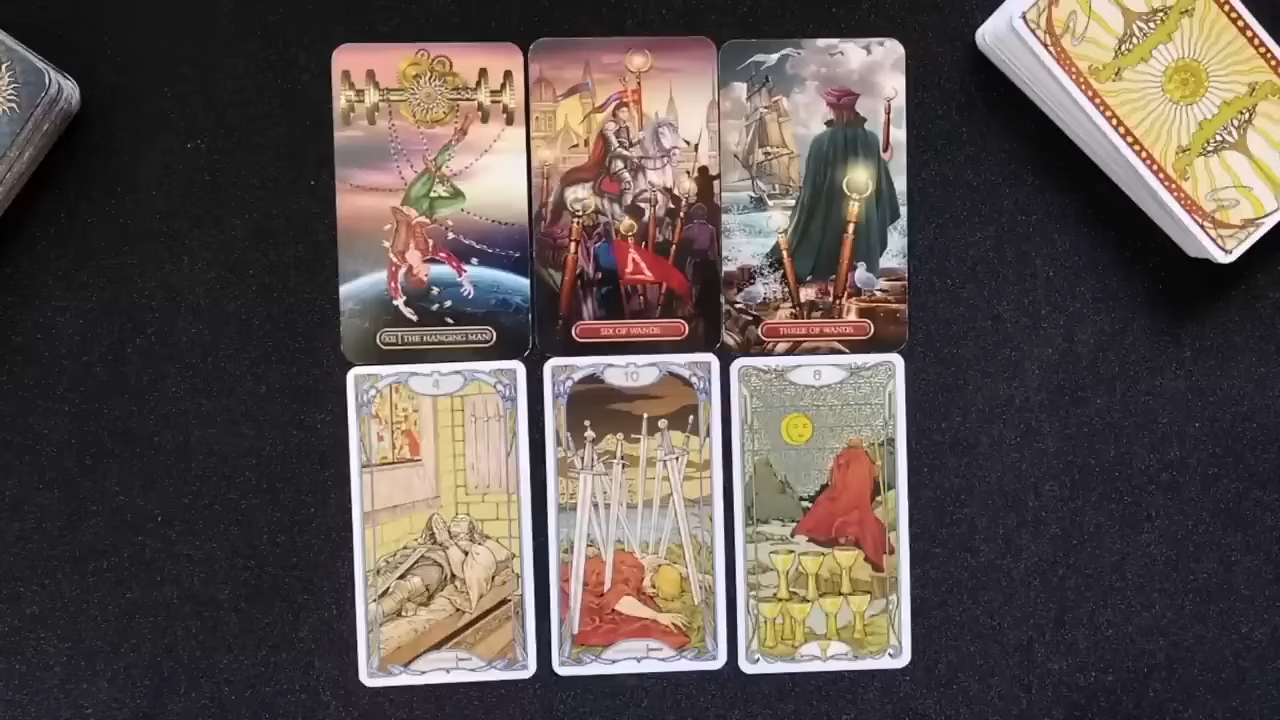 XII | THE HANGING MAN
SIX OF WANDS
THREE OF WANDS
4
10
8